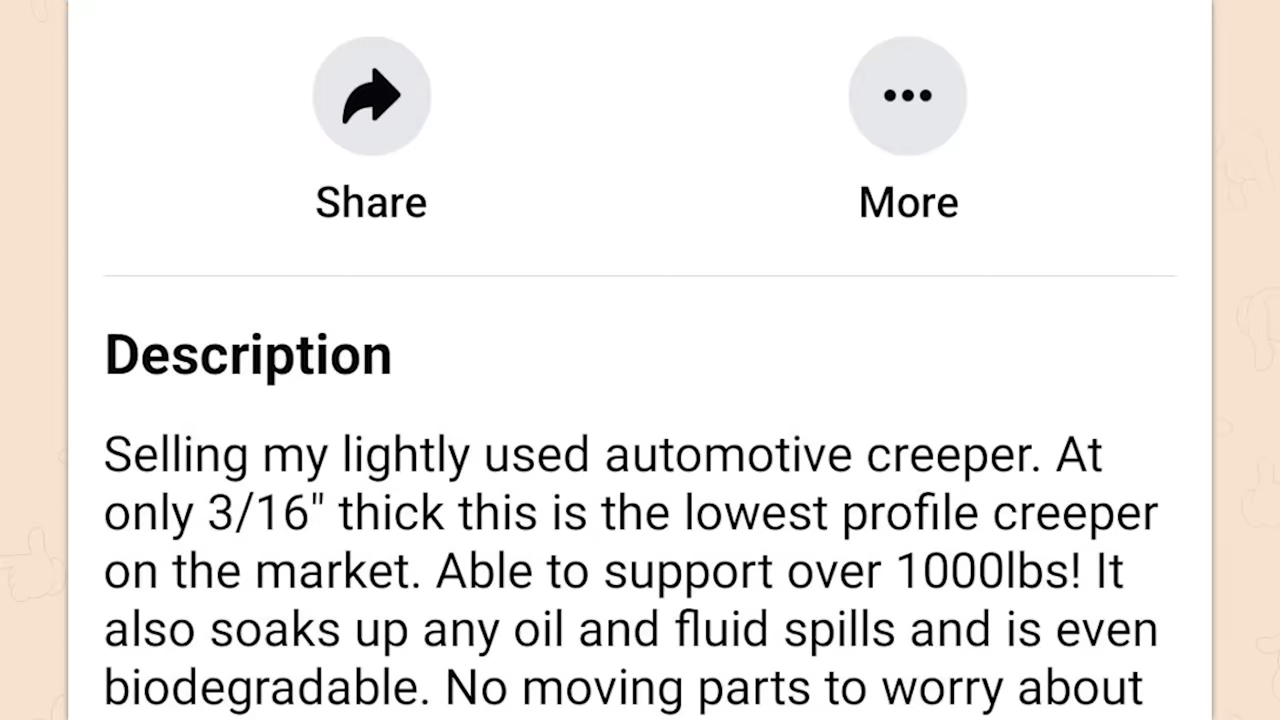 Share
More
Description
Selling my lightly used automotive creeper. At
only 3/16" thick this is the lowest profile creeper
on the market. Able to support over 1000lbs! It
also soaks up any oil and fluid spills and is even
biodegradable. No moving parts to worry about